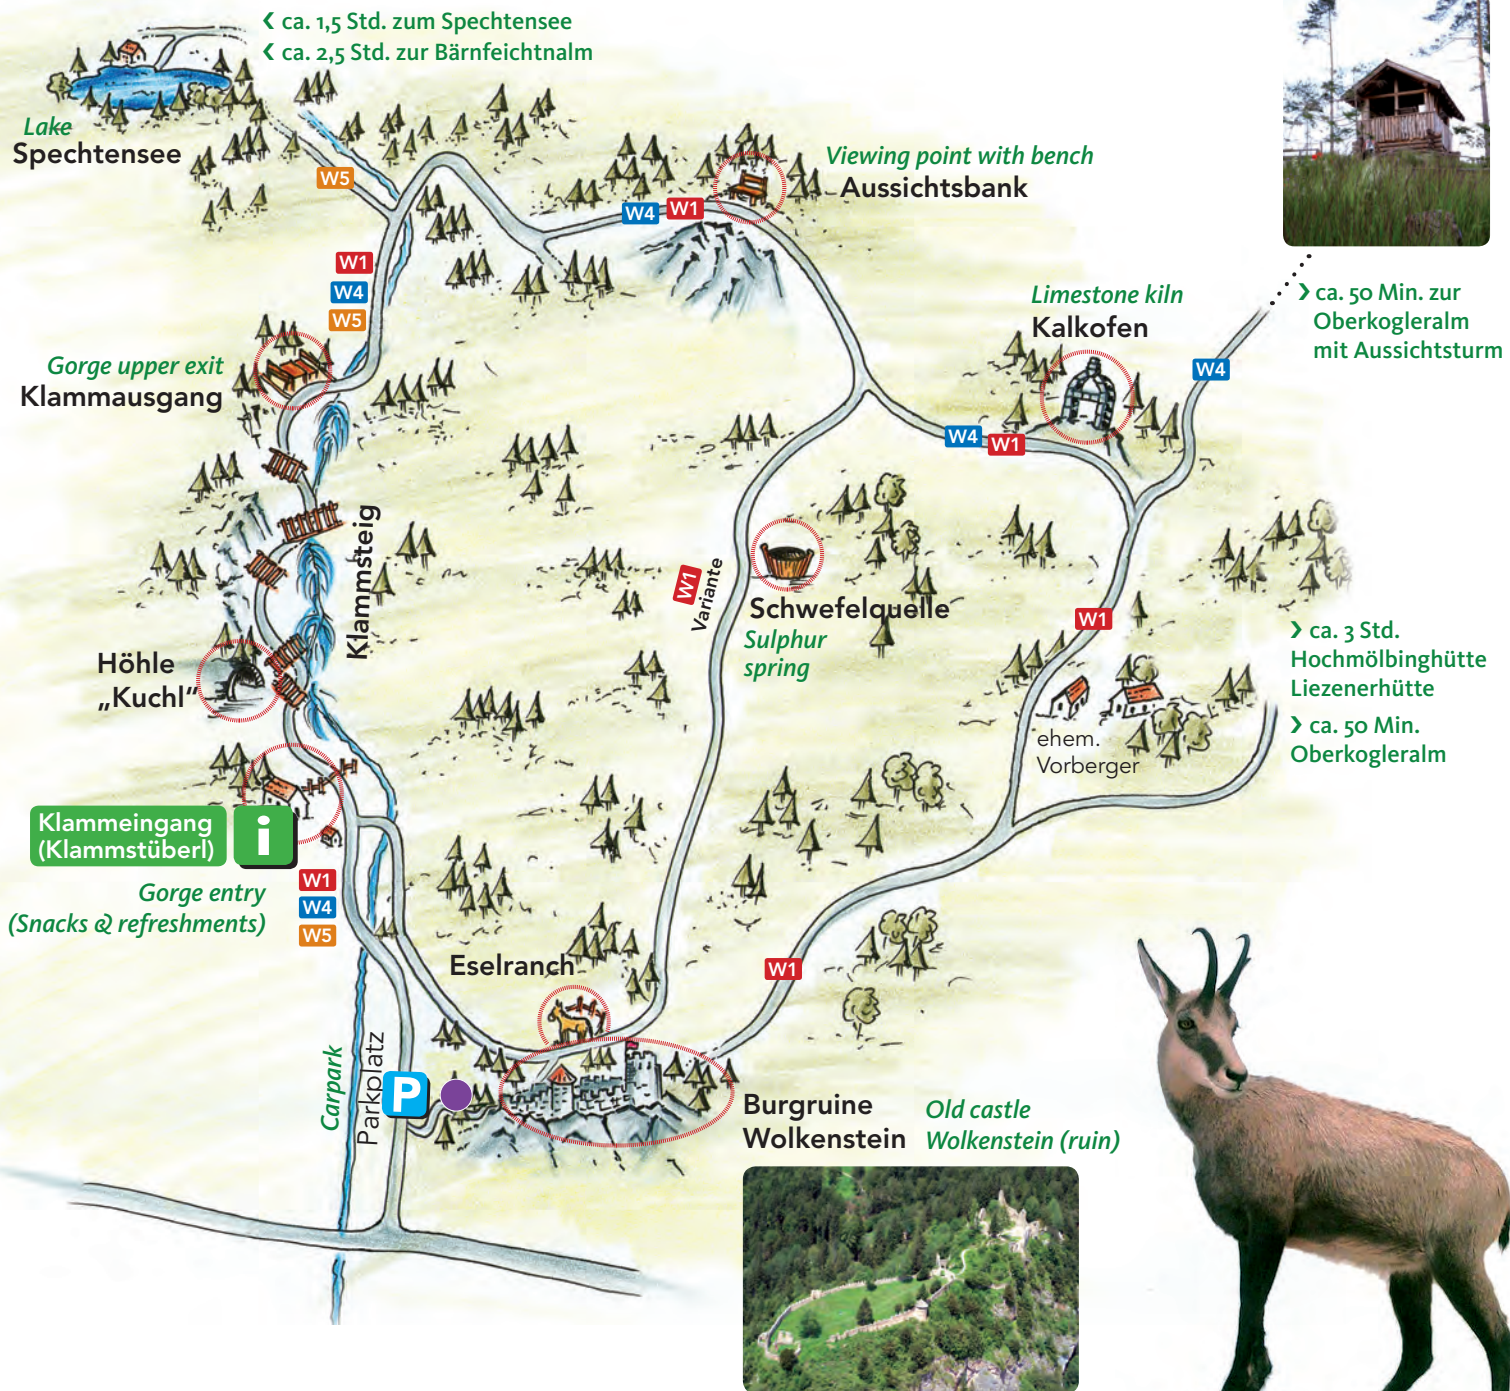 ‹ ca. 1,5 Std. zum Spechtensee
‹ ca. 2,5 Std. zur Bärnfeichtnalm
Lake
Spechtensee
W5
Viewing point with bench
Aussichtsbank
W4
W1
W1
W4
W5
Limestone kiln
Kalkofen
› ca. 50 Min. zur
Oberkogleralm
mit Aussichtsturm
W4
Gorge upper exit
Klammausgang
W4
W1
Klammsteig
W1
Variante
Schwefelquelle
Sulphur
spring
W1
› ca. 3 Std.
Hochmölbinghütte
Liezenerhütte
› ca. 50 Min.
Oberkogleralm
Höhle
„Kuchl“
ehem.
Vorberger
Klammeingang
(Klammstüberl)
i
Gorge entry
(Snacks & refreshments)
W1
W4
W5
Eselranch
W1
Carpark
Parkplatz
P
Burgruine
Wolkenstein
Old castle
Wolkenstein (ruin)